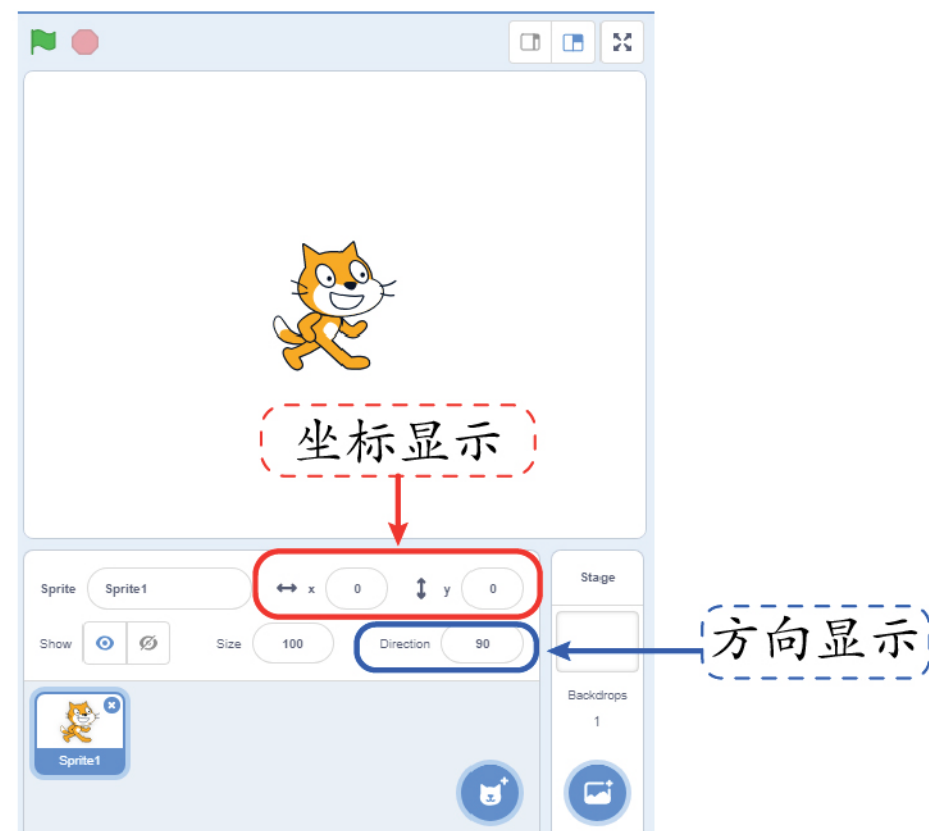 坐标显示
Sprite Sprite1 x 0 y 0
Show Size 100 Direction 90
方向显示
Sprite1
Stage
Backdrops
1